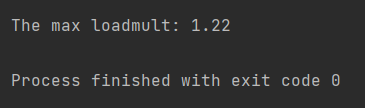 The max loadmult: 1.22
Process finished with exit code 0